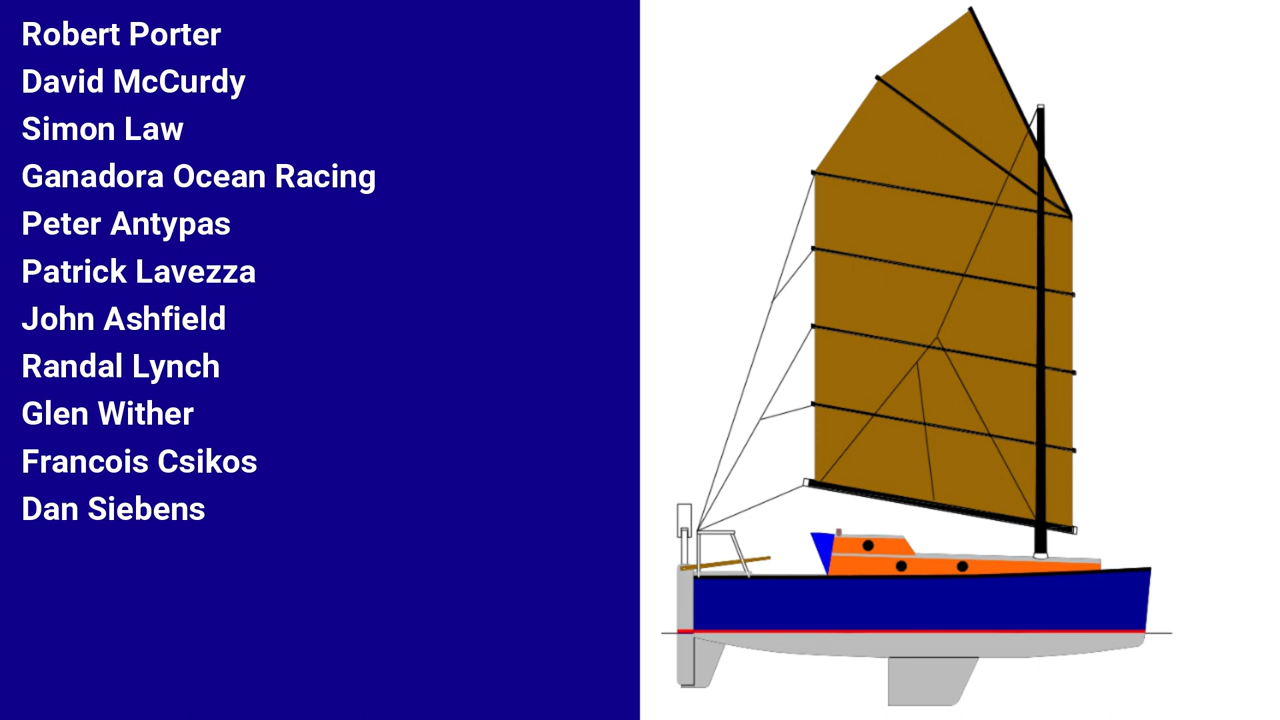 Robert Porter
David McCurdy
Simon Law
Ganadora Ocean Racing
Peter Antypas
Patrick Lavezza
John Ashfield
Randal Lynch
Glen Wither
Francois Csikos
Dan Siebens